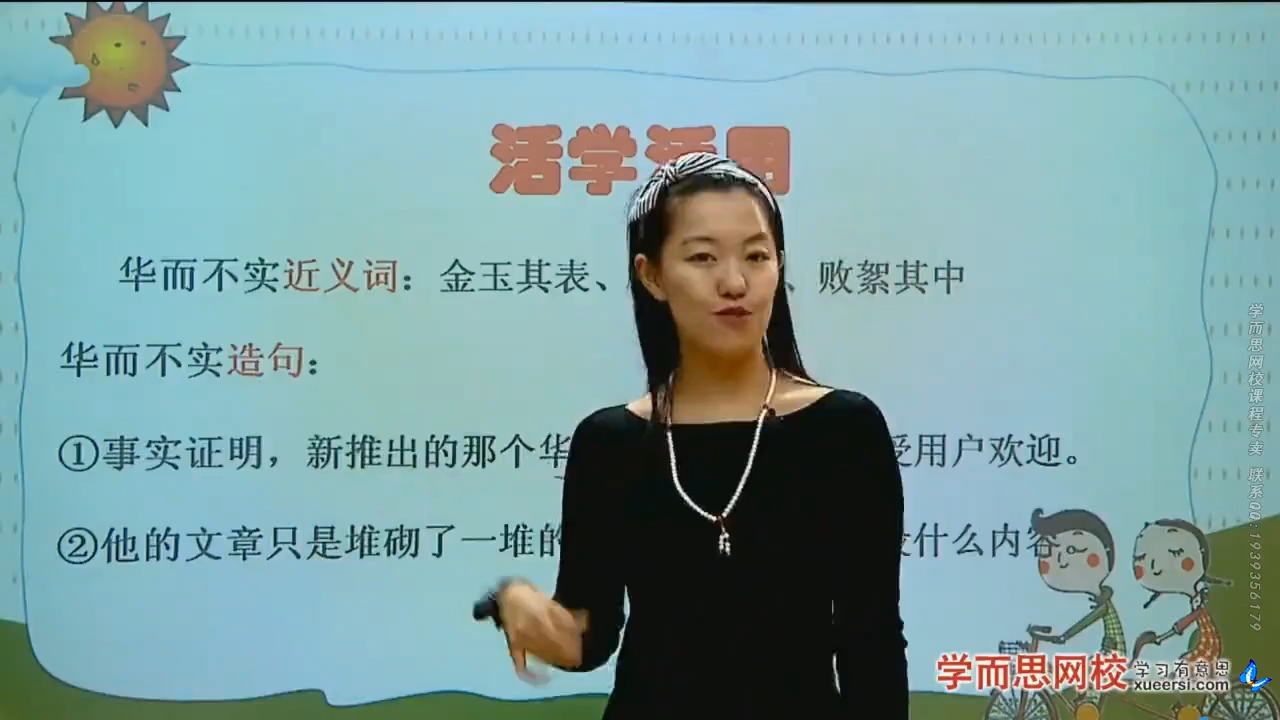 活学活用
华而不实近义词：金玉其表、 、败絮其中
华而不实造句：
①事实证明，新推出的那个华 受用户欢迎。
②他的文章只是堆砌了一堆的 没什么内容
学而思网校课程专卖 联系QQ:1939356179
学而思网校 学习有意思
xueersi.com